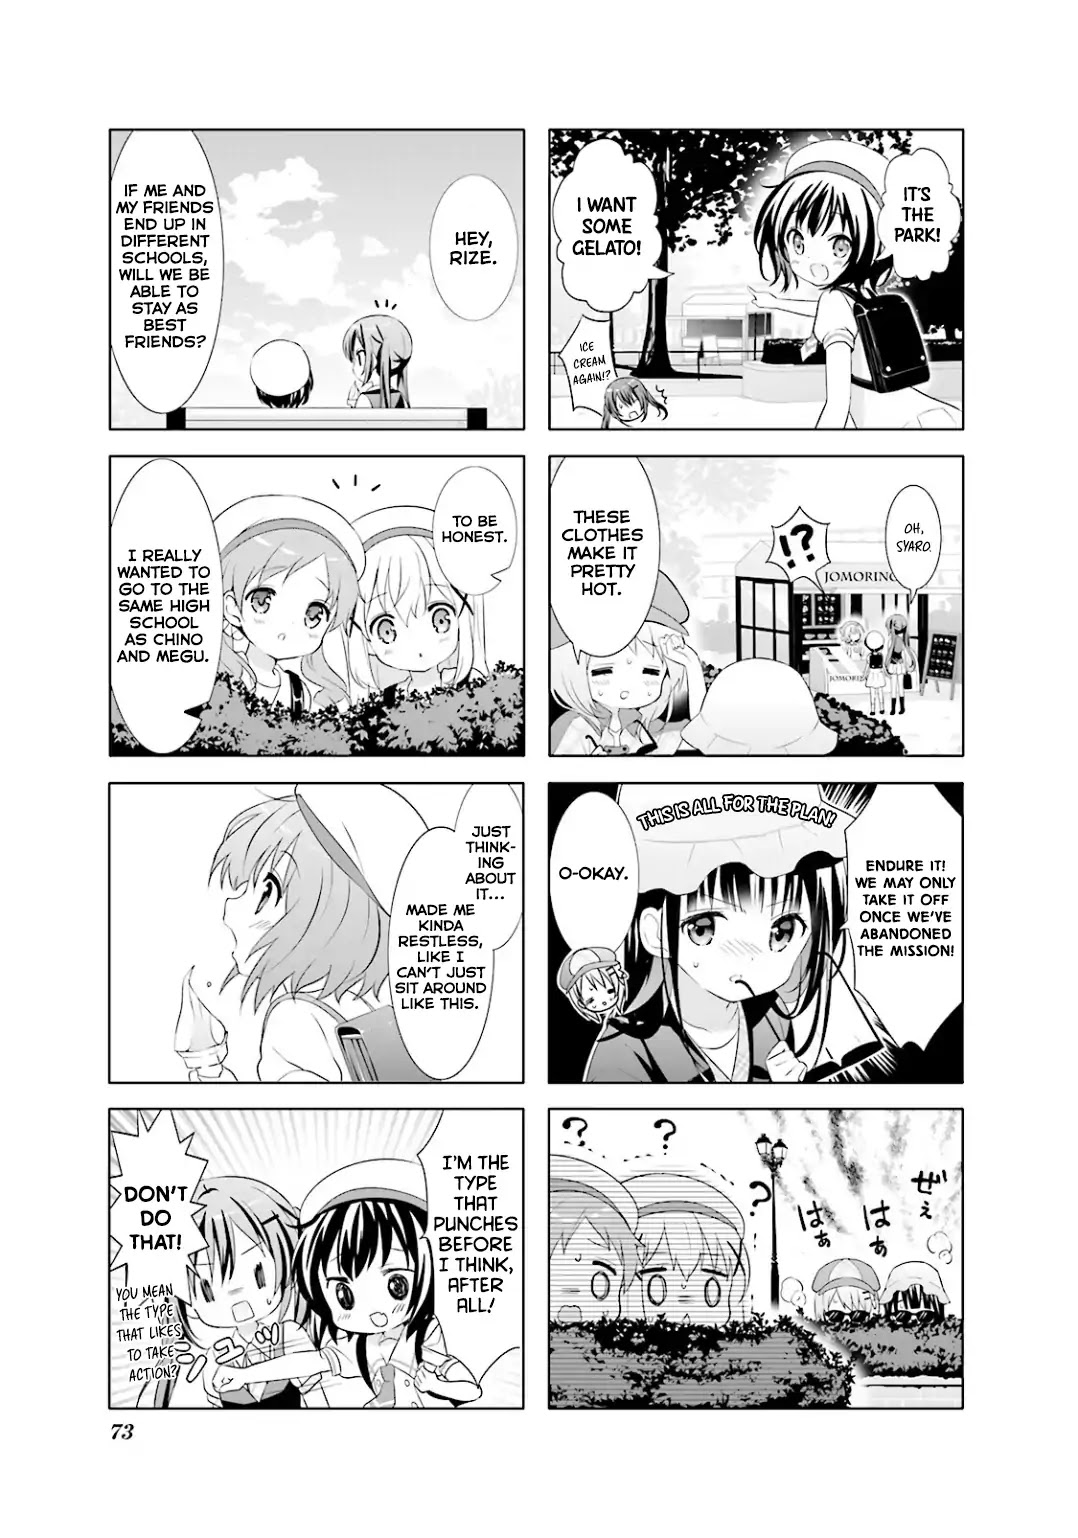 IT'S
THE
PARK!
I WANT
SOME
GELATO!
ICE
CREAM
AGAIN!?
OH,
SYARO.
!?
JOMORINO
JOMORINO
THESE
CLOTHES
MAKE IT
PRETTY
HOT.
THIS IS ALL FOR THE PLAN!
ENDURE IT!
WE MAY ONLY
TAKE IT OFF
ONCE WE'VE
ABANDONED
THE MISSION!
O-OKAY.
ぜぇ
はぁ
はぁ
?
?
?
HEY,
RIZE.
IF ME AND
MY FRIENDS
END UP IN
DIFFERENT
SCHOOLS,
WILL WE BE
ABLE TO
STAY AS
BEST
FRIENDS?
TO BE
HONEST.
I REALLY
WANTED TO
GO TO THE
SAME HIGH
SCHOOL
AS CHINO
AND MEGU.
JUST
THINK-
ING
ABOUT
IT...
MADE ME
KINDA
RESTLESS,
LIKE I
CAN'T JUST
SIT AROUND
LIKE THIS.
I'M THE
TYPE
THAT
PUNCHES
BEFORE
I THINK,
AFTER
ALL!
DON'T
DO
THAT!
YOU MEAN
THE TYPE
THAT LIKES
TO TAKE
ACTION?
シュッ
73